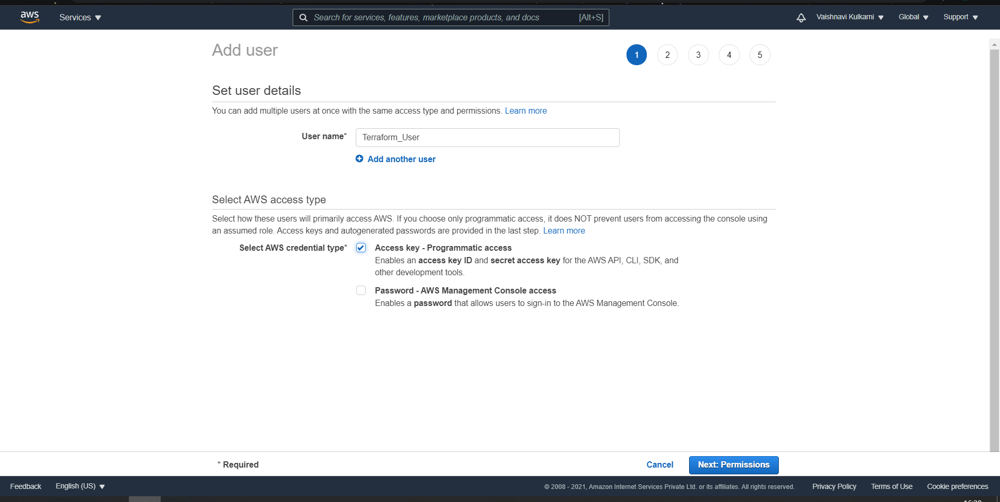 aws Services Search for services, features, marketplace products, and docs [Alt+S] Vaishnavi Kulkarni Global Support
Add user 1 2 3 4 5
Set user details
You can add multiple users at once with the same access type and permissions. Learn more
User name* Terraform_User
Add another user
Select AWS access type
Select how these users will primarily access AWS. If you choose only programmatic access, it does NOT prevent users from accessing the console using
an assumed role. Access keys and autogenerated passwords are provided in the last step. Learn more
Select AWS credential type* Access key - Programmatic access
Enables an access key ID and secret access key for the AWS API, CLI, SDK, and
other development tools.
Password - AWS Management Console access
Enables a password that allows users to sign-in to the AWS Management Console.
* Required Cancel Next: Permissions
Feedback English (US) © 2008 - 2021, Amazon Internet Services Private Ltd. or its affiliates. All rights reserved. Privacy Policy Terms of Use Cookie preferences